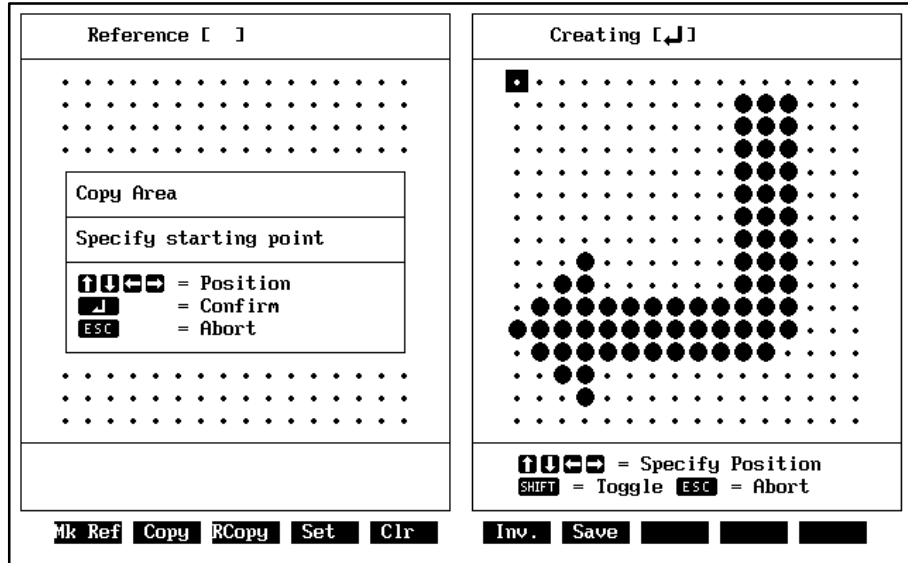 Reference [  ]
Copy Area
Specify starting point
↑↓←→ = Position
↵ = Confirm
ESC = Abort
Creating [↵]
↑↓←→ = Specify Position
SHIFT = Toggle ESC = Abort
Mk Ref Copy RCopy Set Clr Inv. Save